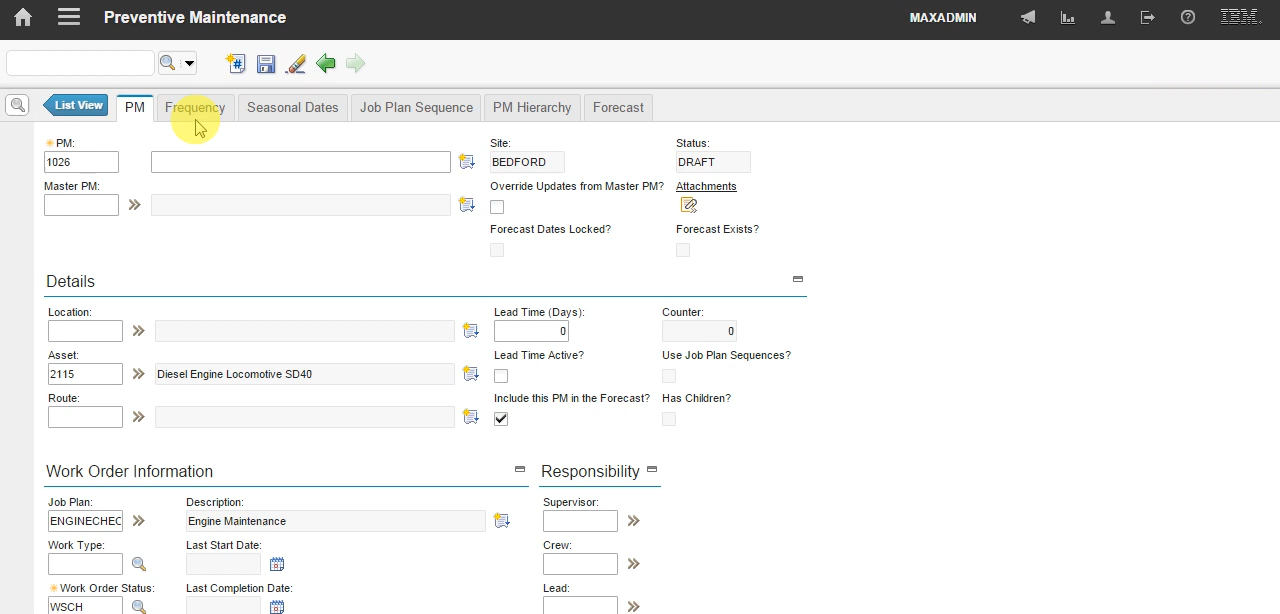 Preventive Maintenance
MAXADMIN
IBM.
List View
PM
Frequency
Seasonal Dates
Job Plan Sequence
PM Hierarchy
Forecast
PM:
Site:
Status:
1026
BEDFORD
DRAFT
Master PM:
Override Updates from Master PM?
Attachments
Forecast Dates Locked?
Forecast Exists?
Details
Location:
Lead Time (Days):
Counter:
0
0
Asset:
Lead Time Active?
Use Job Plan Sequences?
2115
Diesel Engine Locomotive SD40
Route:
Include this PM in the Forecast?
Has Children?
Work Order Information
Responsibility
Job Plan:
Description:
Supervisor:
ENGINECHEC
Engine Maintenance
Work Type:
Last Start Date:
Crew:
Work Order Status:
Last Completion Date:
Lead:
WSCH